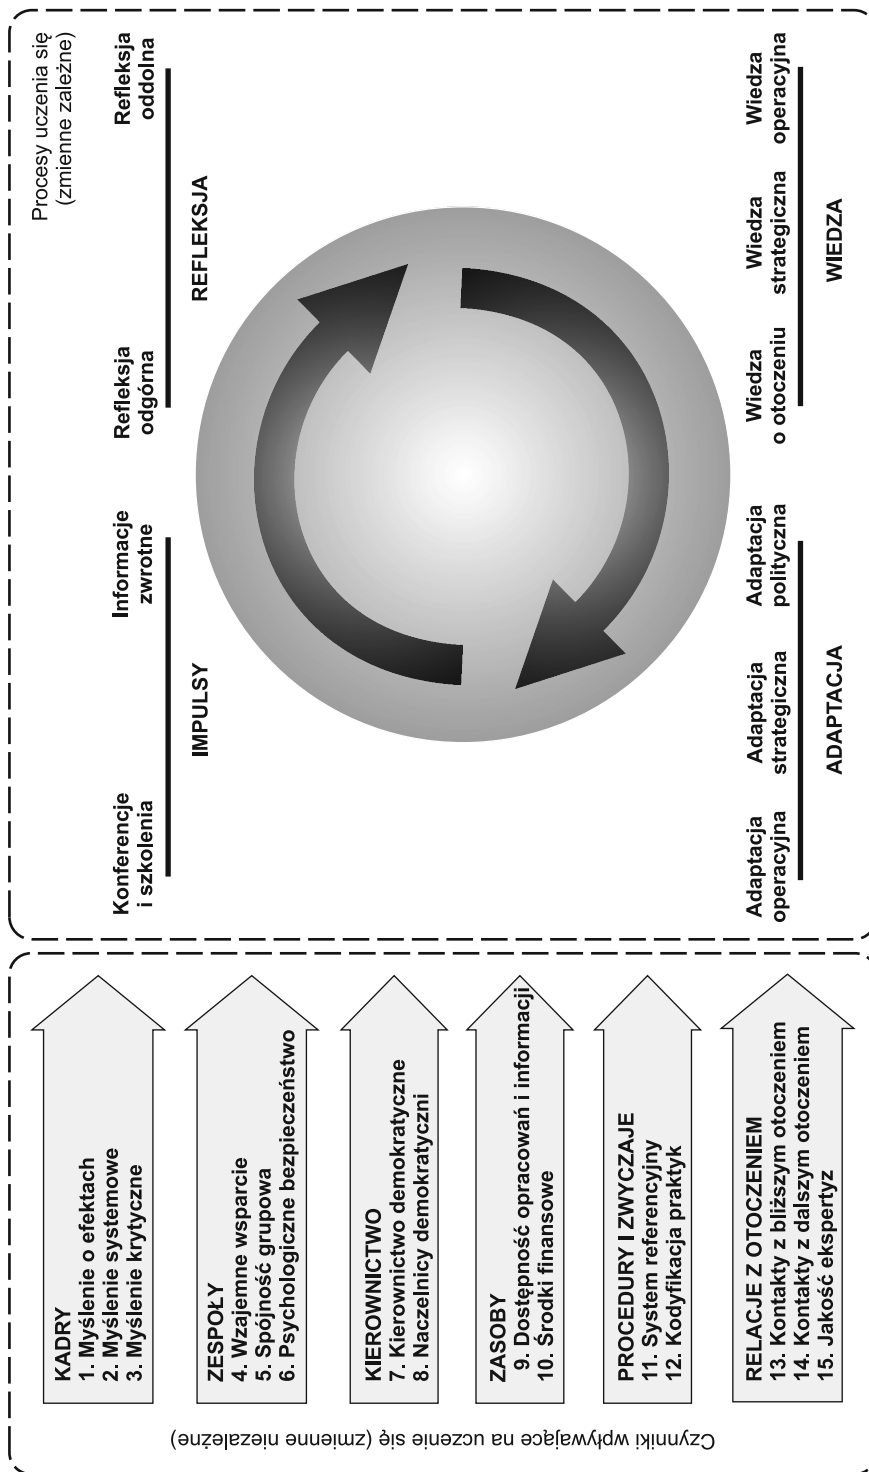 Czynniki wpływające na uczenie się (zmienne niezależne)
KADRY
1. Myślenie o efektach
2. Myślenie systemowe
3. Myślenie krytyczne
ZESPOŁY
4. Wzajemne wsparcie
5. Spójność grupowa
6. Psychologiczne bezpieczeństwo
KIEROWNICTWO
7. Kierownictwo demokratyczne
8. Naczelnicy demokratyczni
ZASOBY
9. Dostępność opracowań i informacji
10. Środki finansowe
PROCEDURY I ZWYCZAJE
11. System referencyjny
12. Kodyfikacja praktyk
RELACJE Z OTOCZENIEM
13. Kontakty z bliższym otoczeniem
14. Kontakty z dalszym otoczeniem
15. Jakość ekspertyz
Procesy uczenia się
(zmienne zależne)
Konferencje
i szkolenia
Informacje
zwrotne
IMPULSY
Refleksja
odgórna
Refleksja
oddolna
REFLEKSJA
Adaptacja
operacyjna
Adaptacja
strategiczna
Adaptacja
polityczna
ADAPTACJA
Wiedza
o otoczeniu
Wiedza
strategiczna
Wiedza
operacyjna
WIEDZA